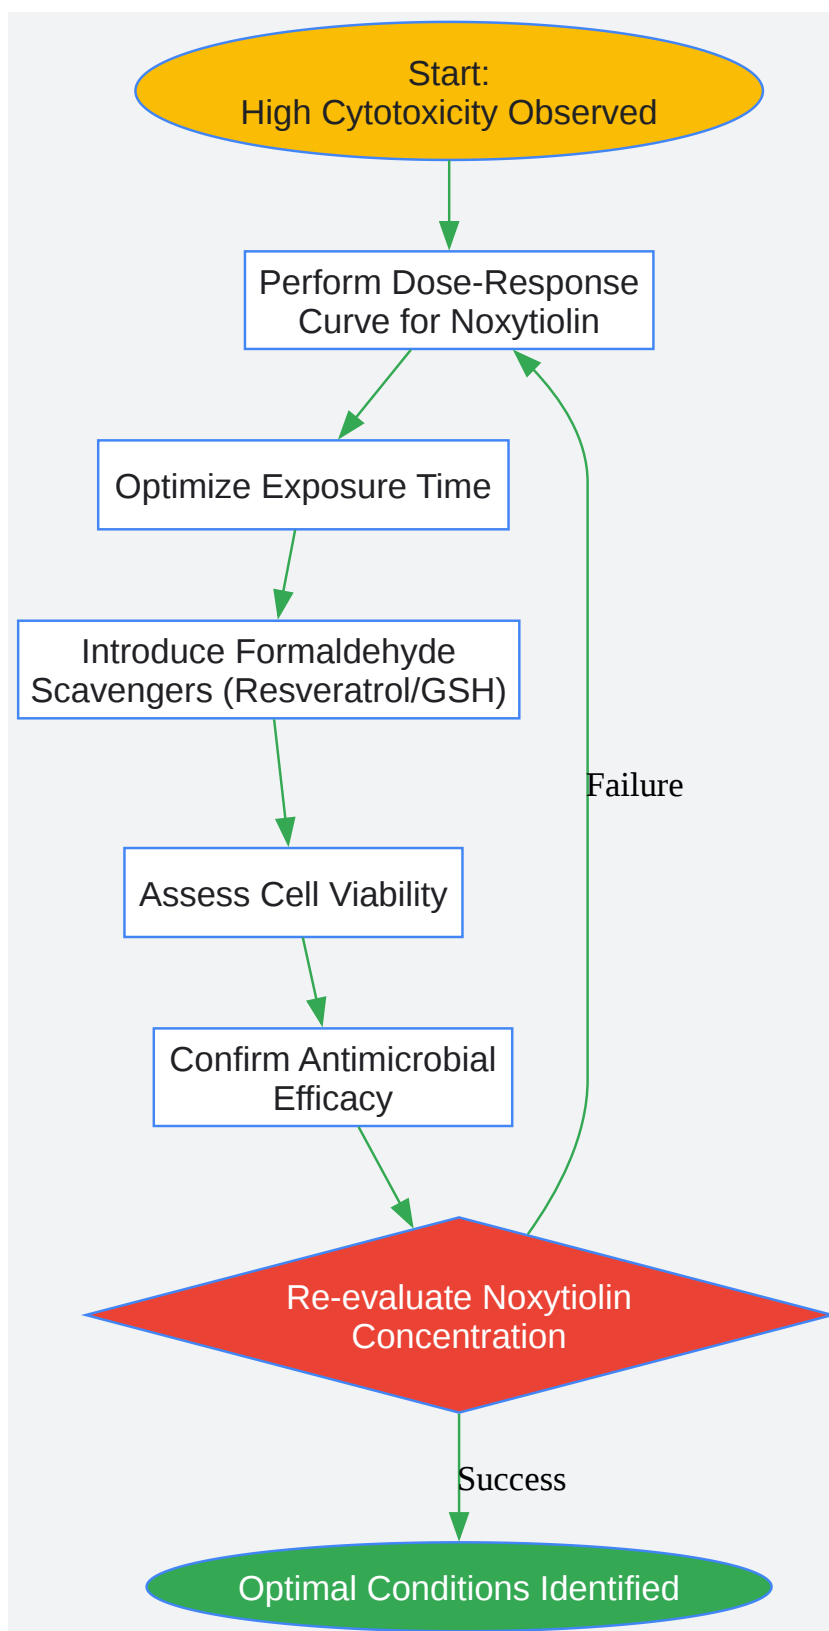 Start:
High Cytotoxicity Observed
Perform Dose-Response
Curve for Noxytiolin
Optimize Exposure Time
Introduce Formaldehyde
Scavengers (Resveratrol/GSH)
Failure
Assess Cell Viability
Confirm Antimicrobial
Efficacy
Re-evaluate Noxytiolin
Concentration
Success
Optimal Conditions Identified